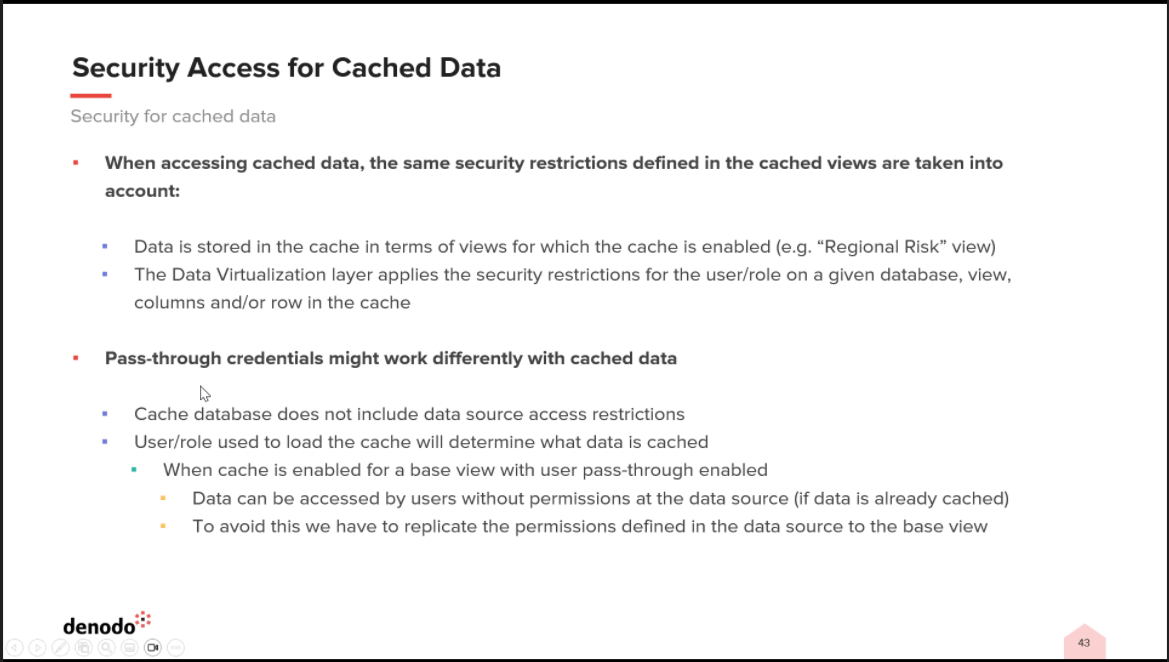 Security Access for Cached Data
Security for cached data
When accessing cached data, the same security restrictions defined in the cached views are taken into
account:
Data is stored in the cache in terms of views for which the cache is enabled (e.g. “Regional Risk” view)
The Data Virtualization layer applies the security restrictions for the user/role on a given database, view,
columns and/or row in the cache
Pass-through credentials might work differently with cached data
Cache database does not include data source access restrictions
User/role used to load the cache will determine what data is cached
When cache is enabled for a base view with user pass-through enabled
Data can be accessed by users without permissions at the data source (if data is already cached)
To avoid this we have to replicate the permissions defined in the data source to the base view
denodo
43